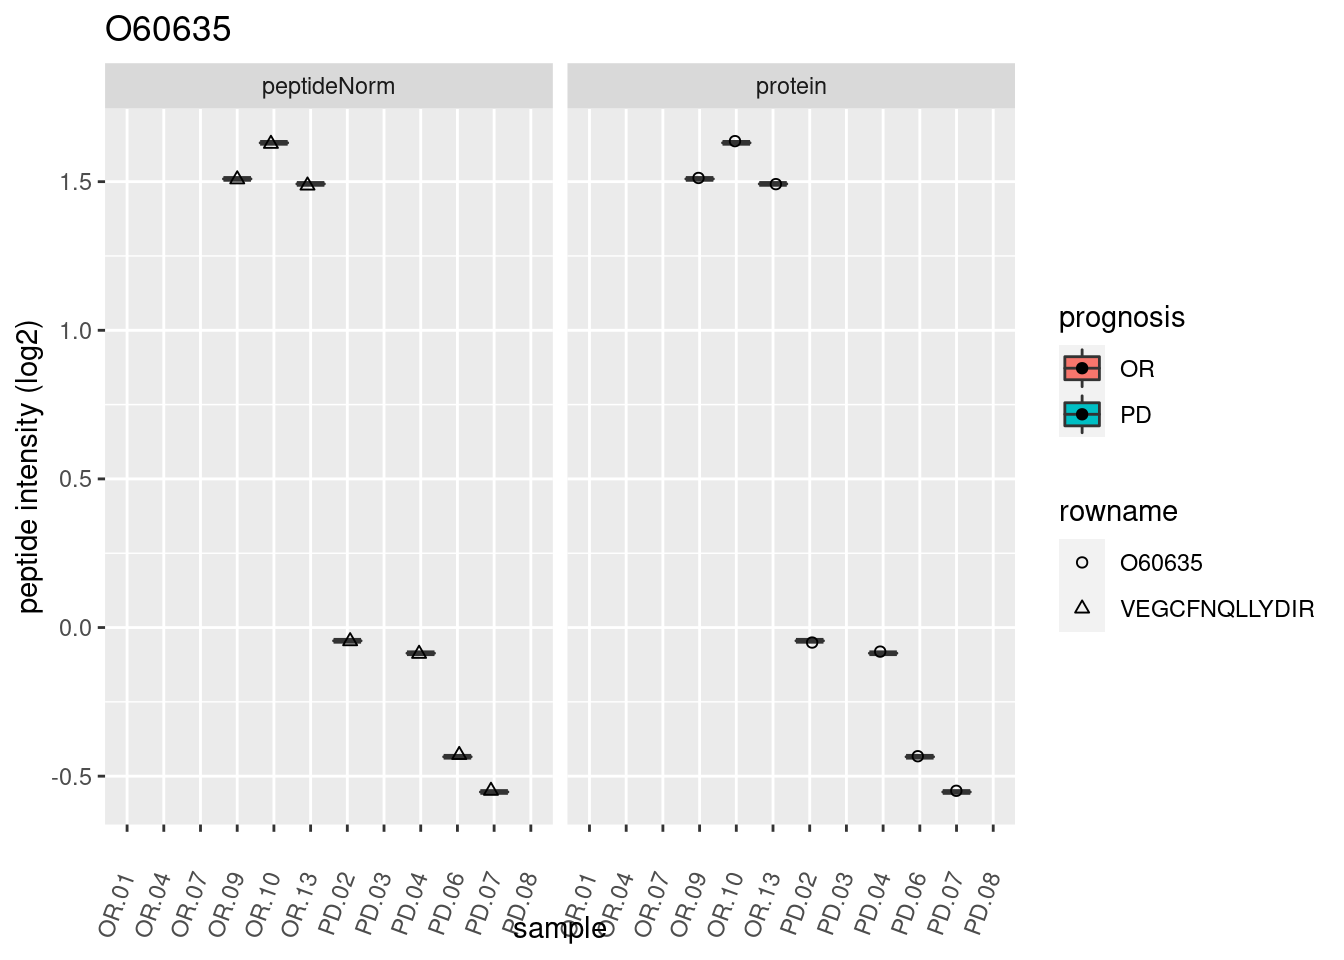 O60635
peptideNorm
protein
peptide intensity (log2)
1.5
1.0
0.5
0.0
-0.5
OR.01
OR.04
OR.07
OR.09
OR.10
OR.13
PD.02
PD.03
PD.04
PD.06
PD.07
PD.08
OR.01
OR.04
OR.07
OR.09
OR.10
OR.13
PD.02
PD.03
PD.04
PD.06
PD.07
PD.08
sample
prognosis
OR
PD
rowname
O60635
VEGCFNQLLYDIR